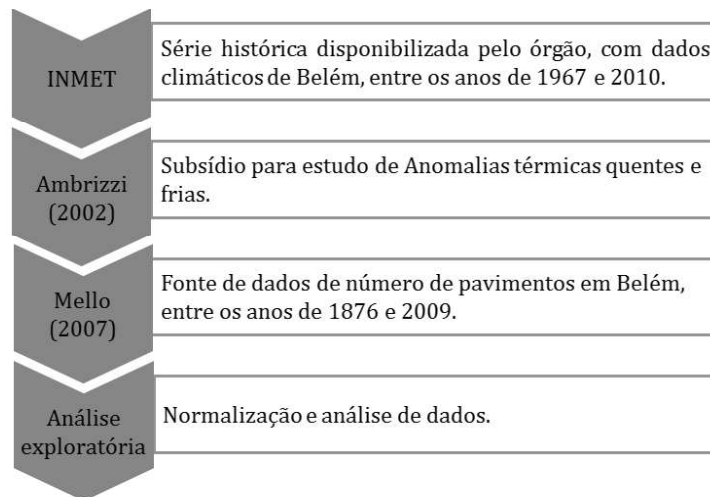 INMET
Série histórica disponibilizada pelo órgão, com dados
climáticos de Belém, entre os anos de 1967 e 2010.
Ambrizzi
(2002)
Subsídio para estudo de Anomalias térmicas quentes e
frias.
Mello
(2007)
Fonte de dados de número de pavimentos em Belém,
entre os anos de 1876 e 2009.
Análise
exploratória
Normalização e análise de dados.